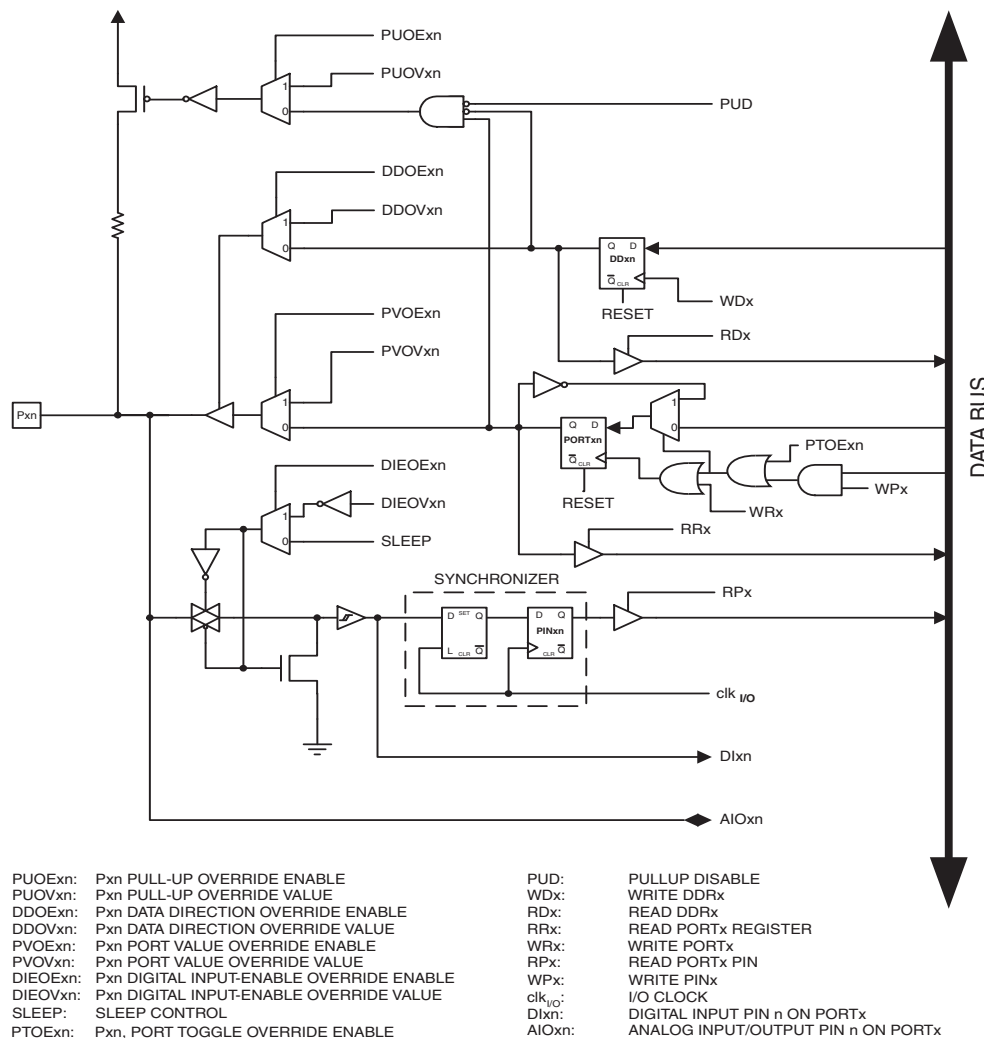 PUOExn
PUOVxn
1
0
PUD
DDOExn
DDOVxn
1
0
Q D
DDxn
Q CLR
WDx
RESET
RDx
PVOExn
PVOVxn
Pxn
1
0
1
0
Q D
PORTxn
Q CLR
RESET
PTOExn
WPx
WRx
DATA BUS
DIEOExn
DIEOVxn
1
0
SLEEP
RRx
SYNCHRONIZER
RPx
D SET Q
L CLR Q
D Q
PINxn
CLR Q
clk I/O
DIxn
AIOxn
PUOExn: Pxn PULL-UP OVERRIDE ENABLE
PUOVxn: Pxn PULL-UP OVERRIDE VALUE
DDOExn: Pxn DATA DIRECTION OVERRIDE ENABLE
DDOVxn: Pxn DATA DIRECTION OVERRIDE VALUE
PVOExn: Pxn PORT VALUE OVERRIDE ENABLE
PVOVxn: Pxn PORT VALUE OVERRIDE VALUE
DIEOExn: Pxn DIGITAL INPUT-ENABLE OVERRIDE ENABLE
DIEOVxn: Pxn DIGITAL INPUT-ENABLE OVERRIDE VALUE
SLEEP: SLEEP CONTROL
PTOExn: Pxn, PORT TOGGLE OVERRIDE ENABLE
PUD: PULLUP DISABLE
WDx: WRITE DDRx
RDx: READ DDRx
RRx: READ PORTx REGISTER
WRx: WRITE PORTx
RPx: READ PORTx PIN
WPx: WRITE PINx
clkI/O: I/O CLOCK
DIxn: DIGITAL INPUT PIN n ON PORTx
AIOxn: ANALOG INPUT/OUTPUT PIN n ON PORTx